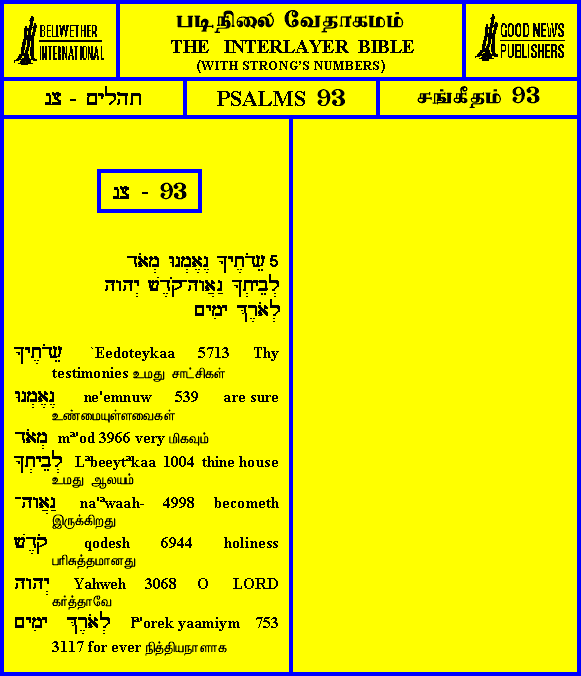 BELLWETHER
INTERNATIONAL
படிநிலை வேதாகமம்
THE INTERLAYER BIBLE
(WITH STRONG'S NUMBERS)
GOOD NEWS
PUBLISHERS
תהלים - צג
PSALMS 93
சங்கீதம் 93
צג - 93
5 עֵדֹתֶיךָ נֶאֶמְנוּ מְאֹד
לְבֵיתְךָ נַאֲוָה־קֹדֶשׁ יְהוָה
לְאֹרֶךְ יָמִים
עֵדֹתֶיךָ `Eedoteykaa 5713 Thy
testimonies உமது சாட்சிகள்
נֶאֶמְנוּ ne'emnuw 539 are sure
உண்மையுள்ளவைகள்
מְאֹד mª'od 3966 very மிகவும்
לְבֵיתְךָ Lªbeeytªkaa 1004 thine house
உமது ஆலயம்
נַאֲוָה־ na'ªwaah- 4998 becometh
இருக்கிறது
קֹדֶשׁ qodesh 6944 holiness
பரிசுத்தமானது
יְהוָה Yahweh 3068 O LORD
கர்த்தாவே
לְאֹרֶךְ יָמִים lª'orek yaamiym 753
3117 for ever நித்தியநாளாக